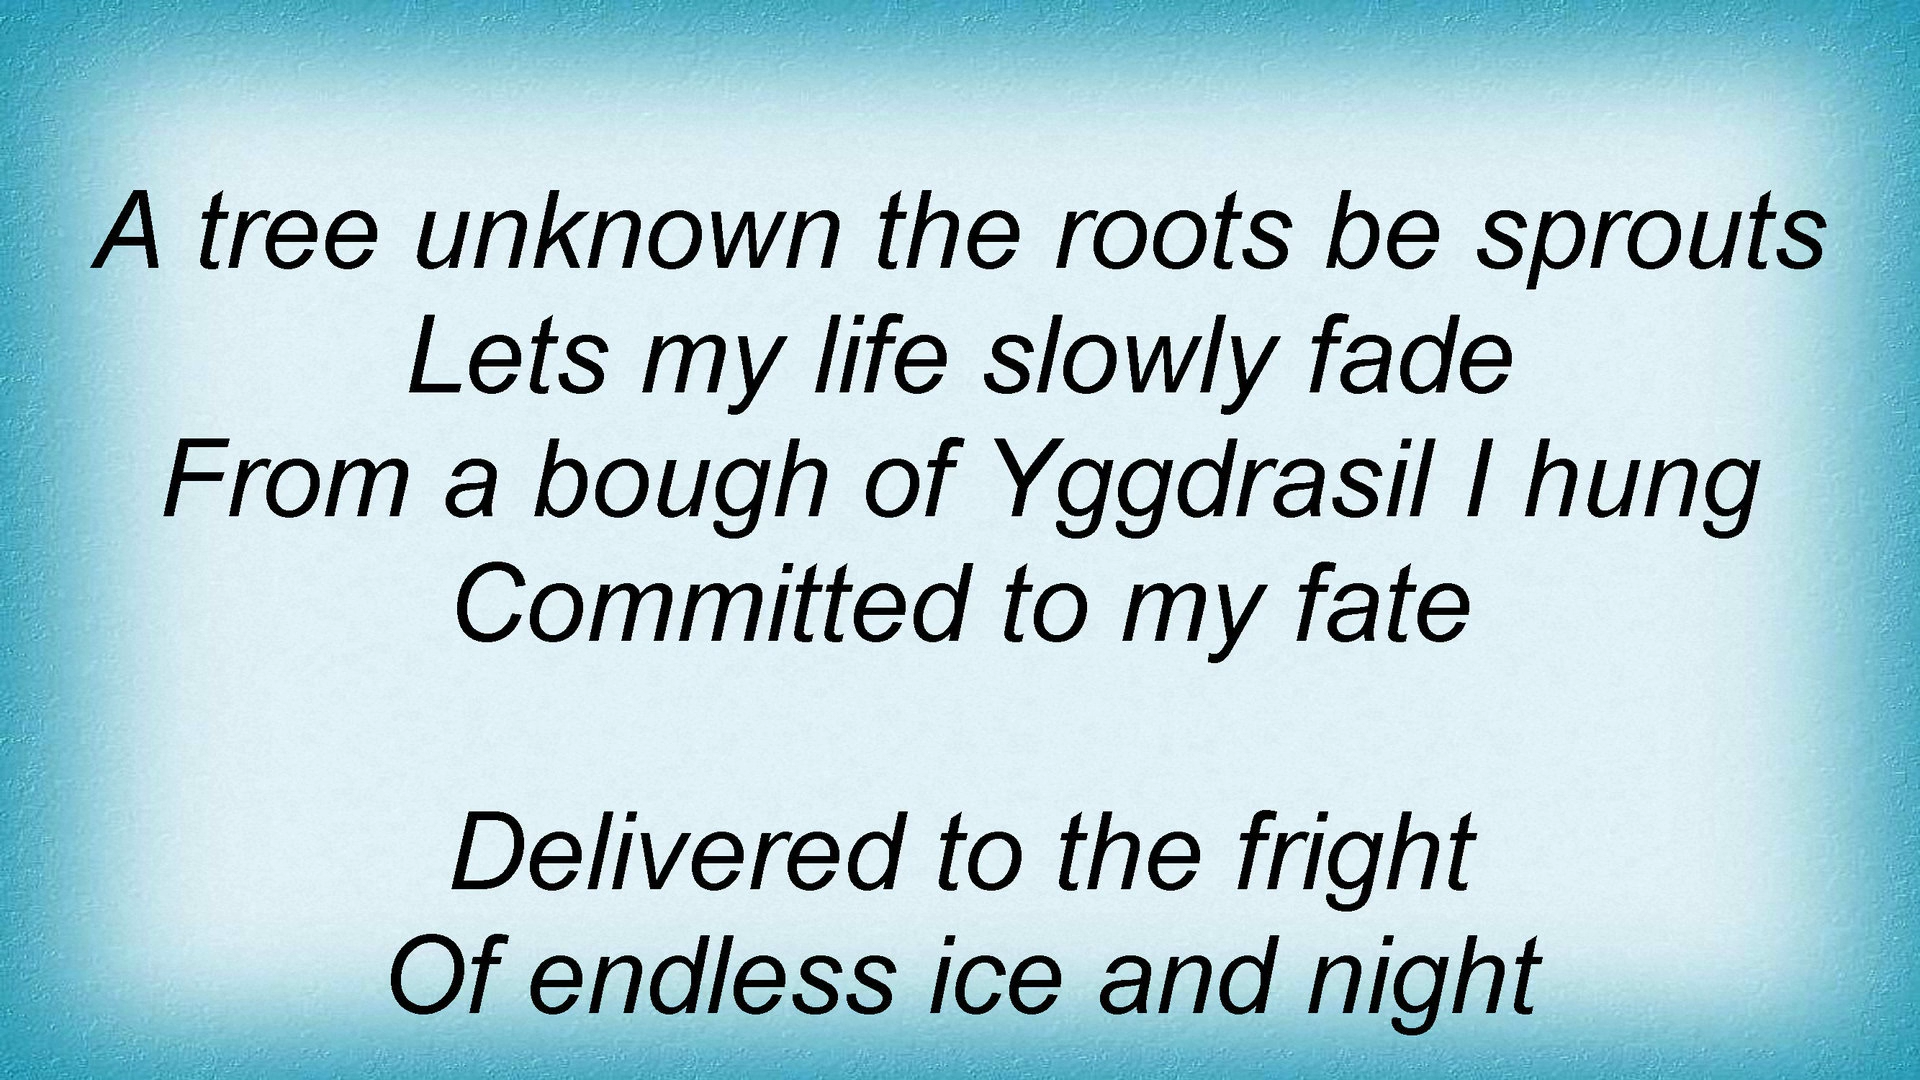 A tree unknown the roots be sprouts
Lets my life slowly fade
From a bough of Yggdrasil I hung
Committed to my fate
Delivered to the fright
Of endless ice and night